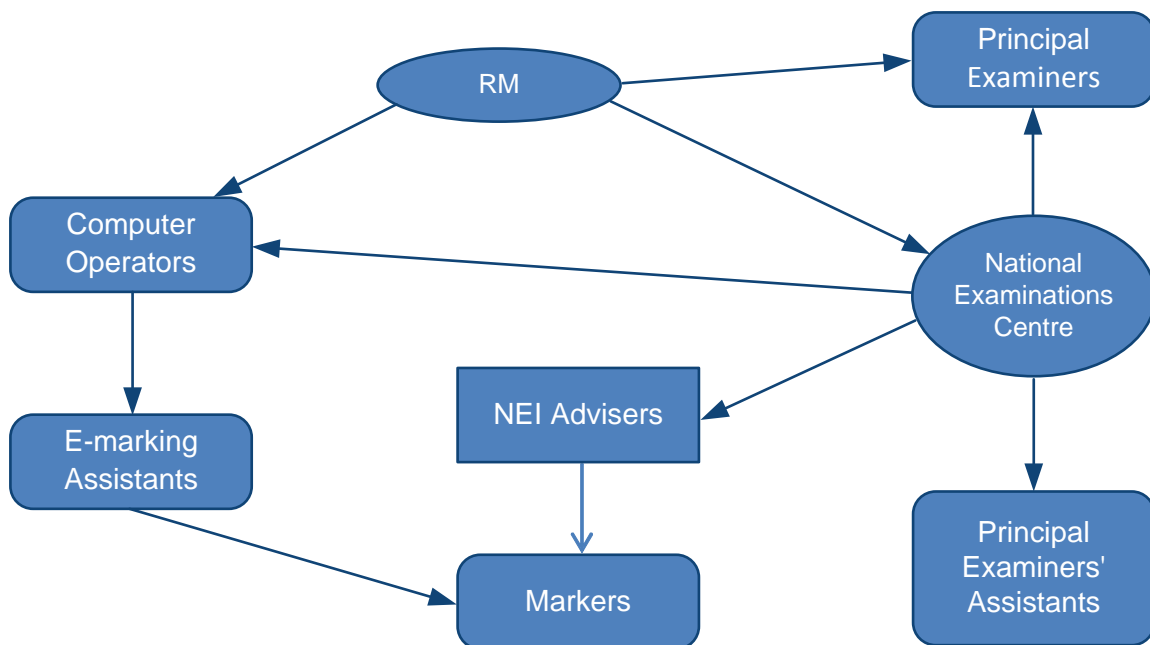 Principal
Examiners
RM
Computer
Operators
National
Examinations
Centre
NEI Advisers
E-marking
Assistants
Principal
Examiners'
Assistants
Markers